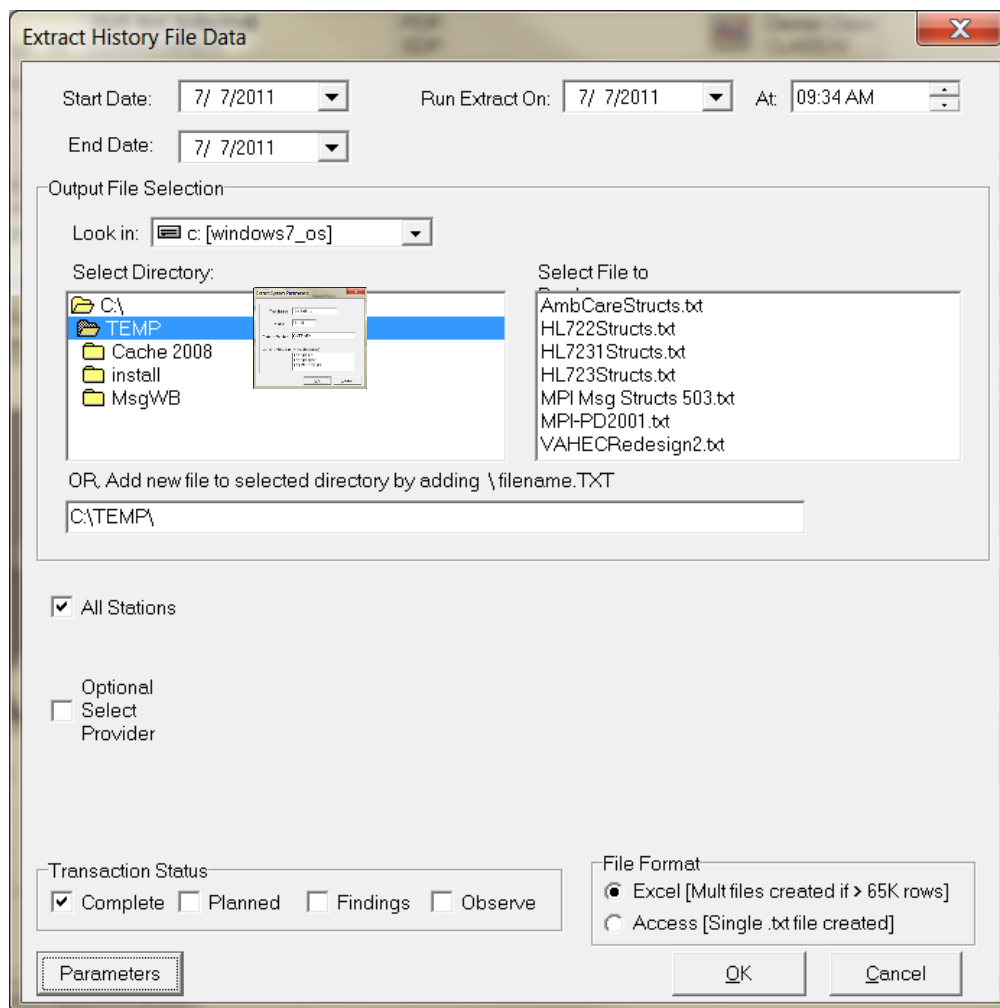 Extract History File Data
Start Date: 7/ 7/2011 Run Extract On: 7/ 7/2011 At: 09:34 AM
End Date: 7/ 7/2011
Output File Selection
Look in: c: [windows7_os]
Select Directory: Select File to
C:\
TEMP
Cache 2008
install
MsgWB
AmbCareStructs.txt
HL722Structs.txt
HL7231Structs.txt
HL723Structs.txt
MPI Msg Structs 503.txt
MPI-PD2001.txt
VAHECRedesign2.txt
OR, Add new file to selected directory by adding \filename.TXT
C:\TEMP\
All Stations
Optional
Select
Provider
Transaction Status
Complete Planned Findings Observe
File Format
Excel [Mult files created if > 65K rows]
Access [Single .txt file created]
Parameters OK Cancel